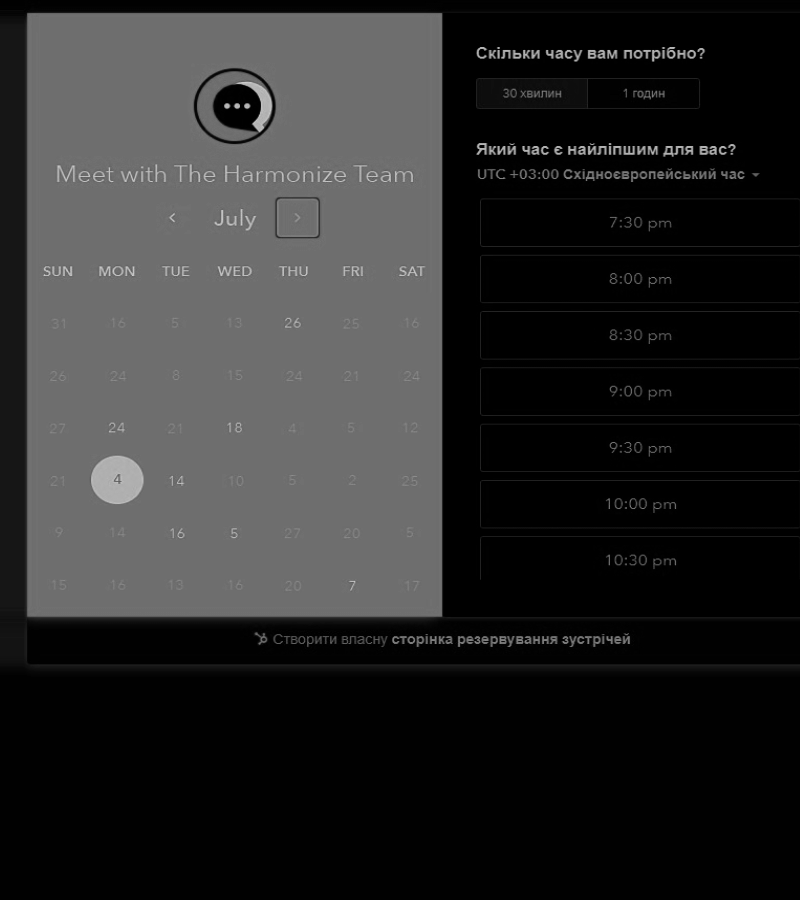 Meet with The Harmonize Team
July
SUN MON TUE WED THU FRI SAT
31 16 5 13 26 25 16
26 24 8 15 24 21 24
27 24 21 18 4 5 12
21 4 14 10 5 2 25
9 14 16 5 27 20 5
15 16 13 16 20 7 17
Скільки часу вам потрібно?
30 хвилин 1 годин
Який час є найліпшим для вас?
UTC +03:00 Східноєвропейський час
7:30 pm
8:00 pm
8:30 pm
9:00 pm
9:30 pm
10:00 pm
10:30 pm
Створити власну сторінка резервування зустрічей